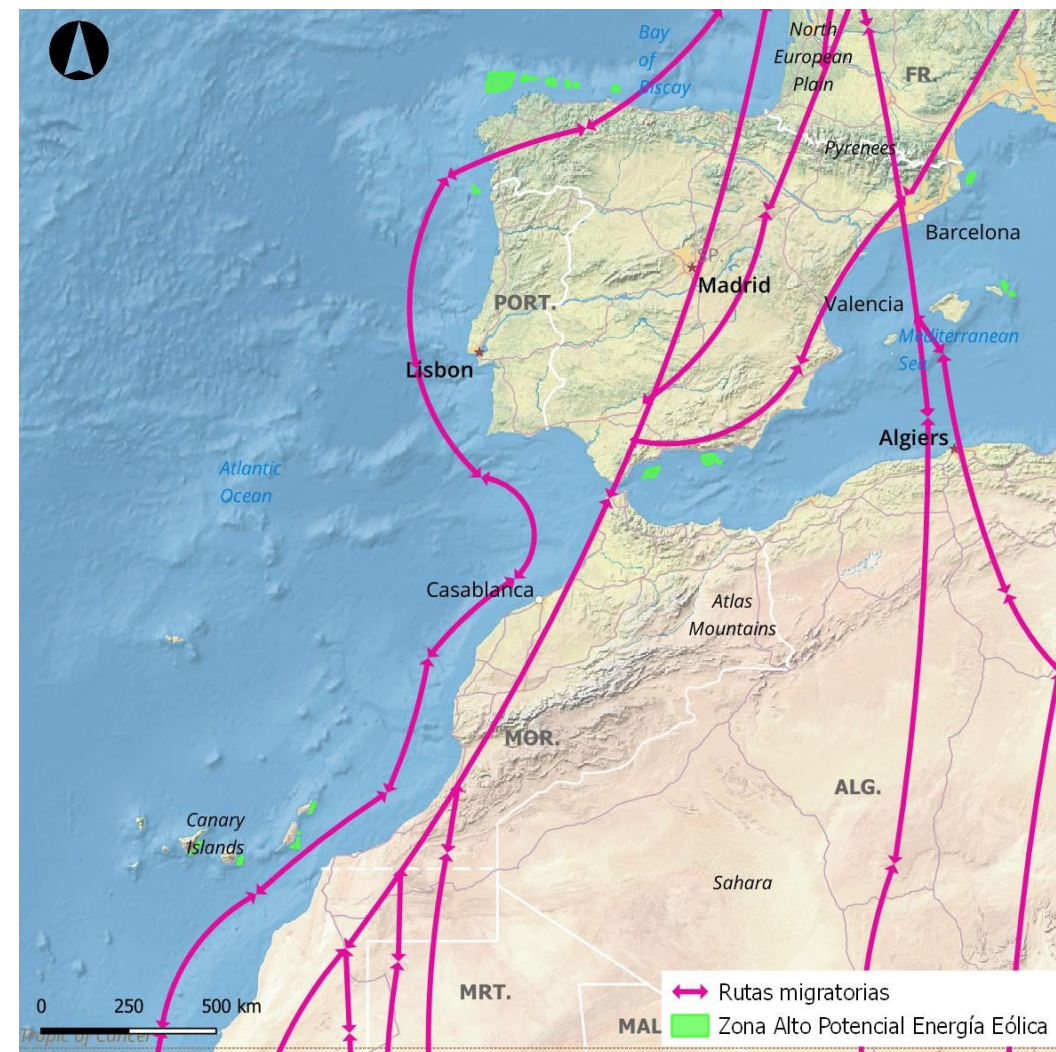 Bay
of
Biscay
North
European
Plain
FR.
Pyrenees
Barcelona
SP.
Madrid
PORT.
Valencia
Mediterranean
Sea
Lisbon
Algiers
Atlantic
Ocean
Casablanca
Atlas
Mountains
MOR.
ALG.
Canary
Islands
Sahara
MRT.
MAL
0 250 500 km
Tropic of Cancer
Rutas migratorias
Zona Alto Potencial Energía Eólica